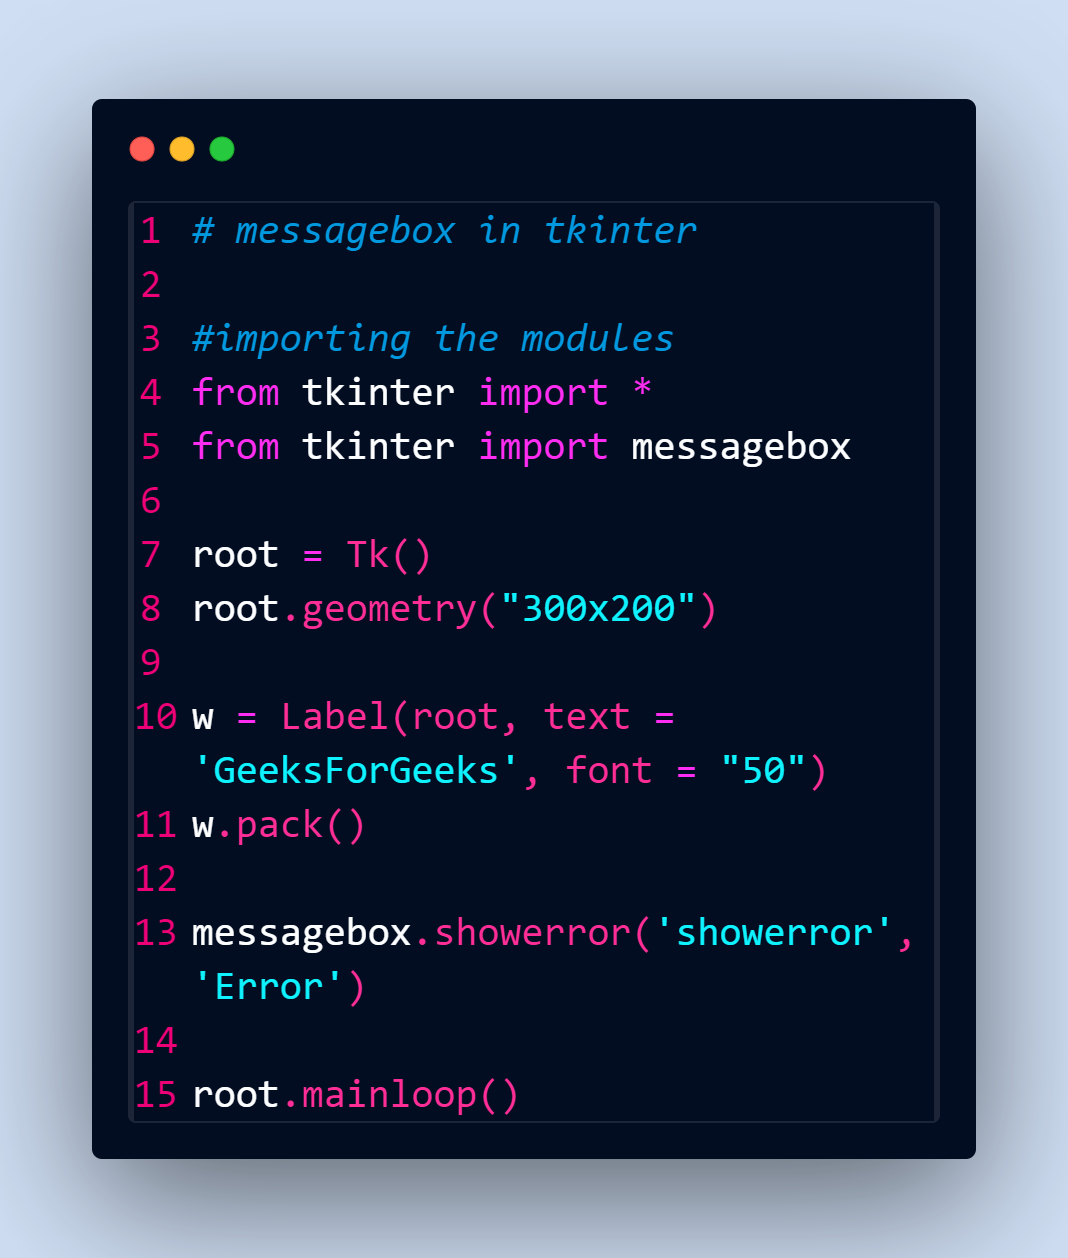 1 # messagebox in tkinter
2
3 #importing the modules
4 from tkinter import *
5 from tkinter import messagebox
6
7 root = Tk()
8 root.geometry("300x200")
9
10 w = Label(root, text =
'GeeksForGeeks', font = "50")
11 w.pack()
12
13 messagebox.showerror('showerror',
'Error')
14
15 root.mainloop()